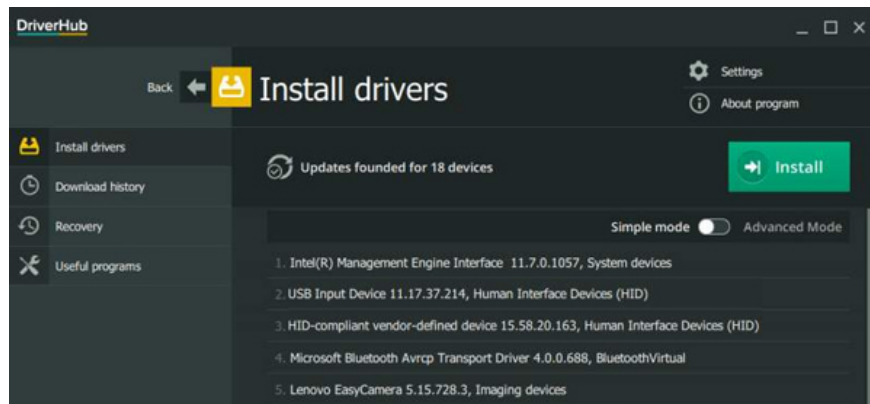 DriverHub
Back
Install drivers
Settings
About program
Install drivers
Download history
Recovery
Useful programs
Updates founded for 18 devices
Install
Simple mode Advanced Mode
1. Intel(R) Management Engine Interface 11.7.0.1057, System devices
2. USB Input Device 11.17.37.214, Human Interface Devices (HID)
3. HID-compliant vendor-defined device 15.58.20.163, Human Interface Devices (HID)
4. Microsoft Bluetooth Avrcp Transport Driver 4.0.0.688, BluetoothVirtual
5. Lenovo EasyCamera 5.15.728.3, Imaging devices